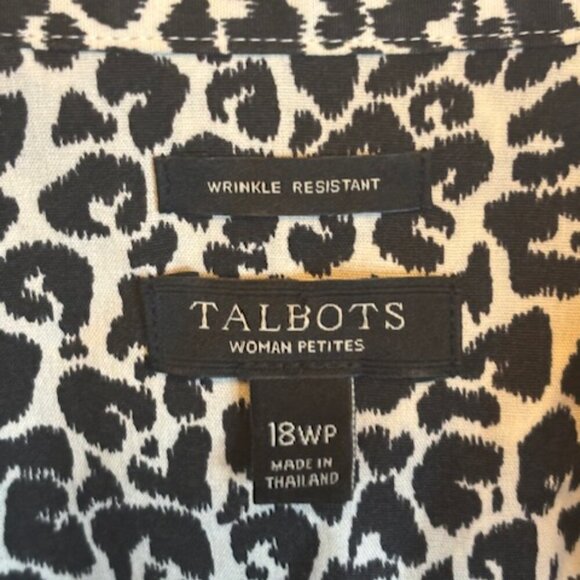 WRINKLE RESISTANT
TALBOTS
WOMAN PETITES
18WP
MADE IN
THAILAND